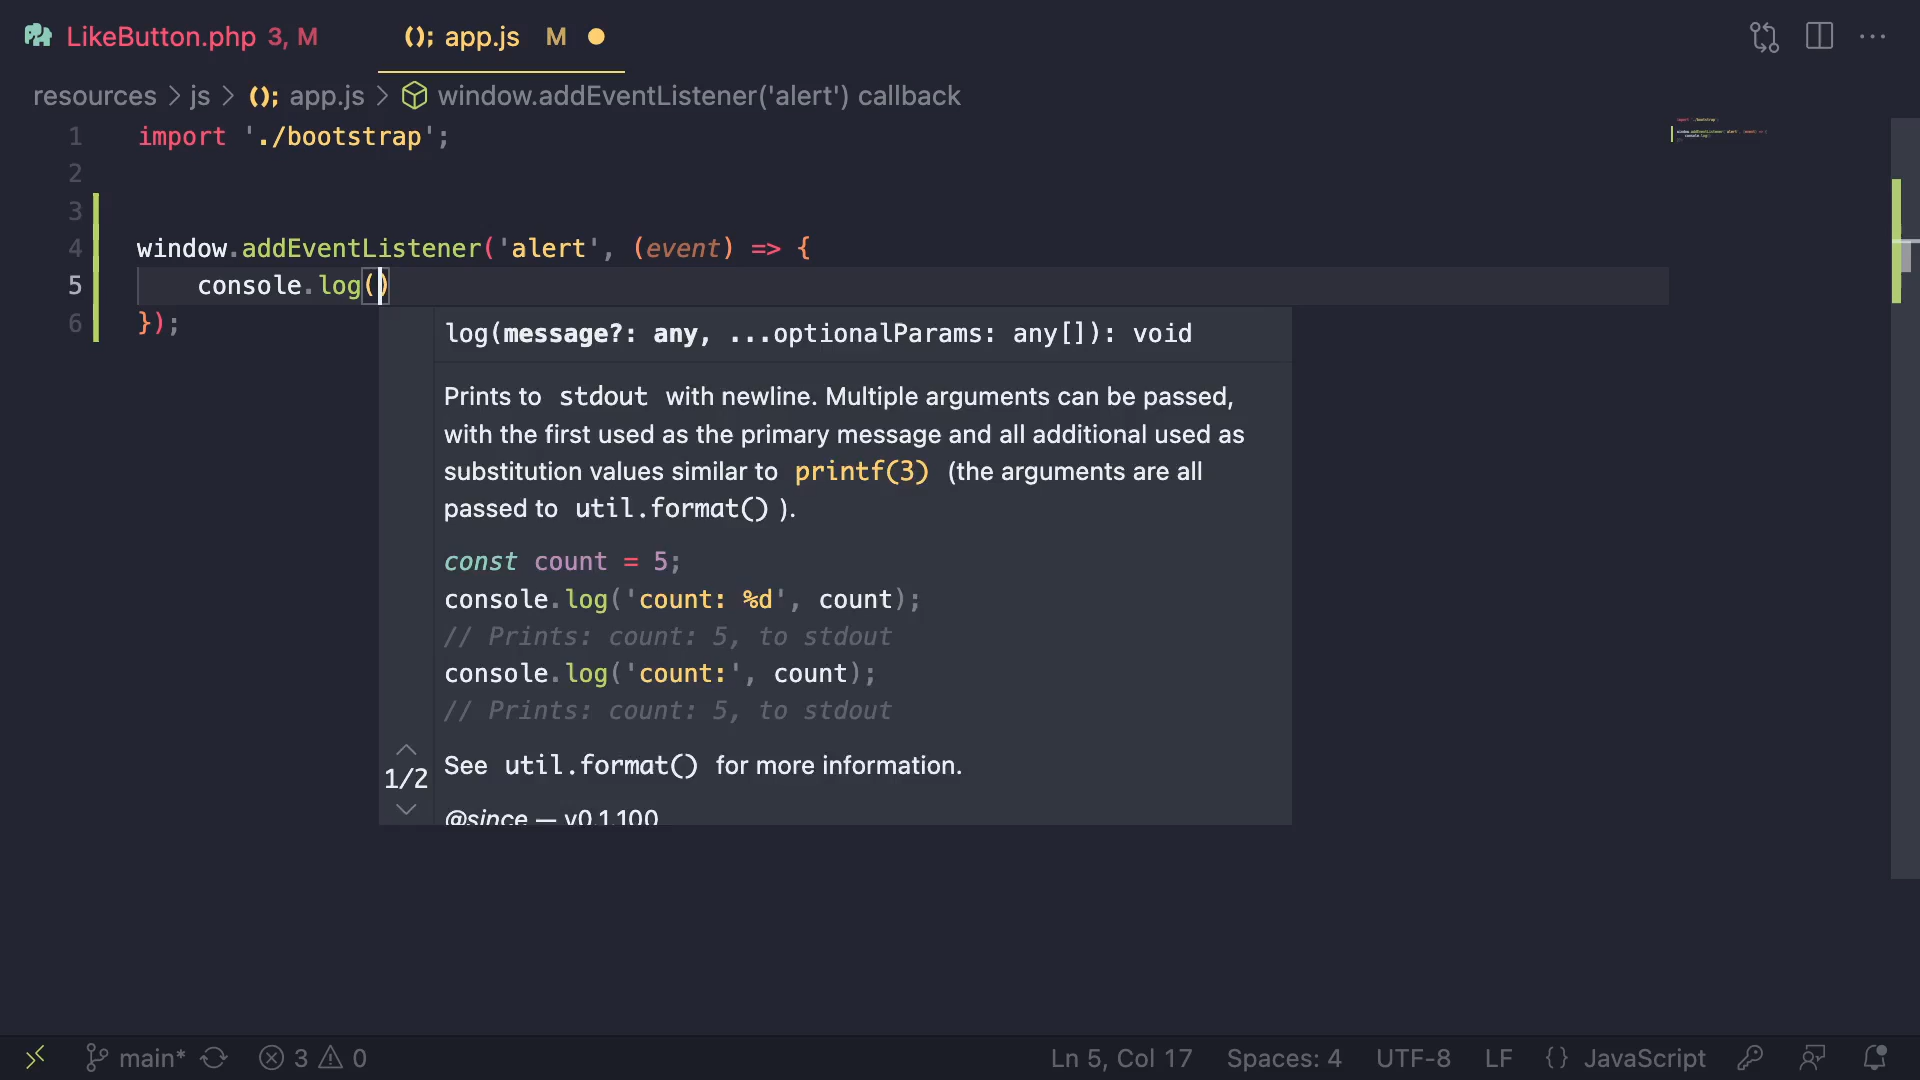 LikeButton.php 3, M
(); app.js M
resources > js > (); app.js > window.addEventListener('alert') callback
1 import './bootstrap';
2
3
4 window.addEventListener('alert', (event) => {
5 console.log()
6 });
log(message?: any, ...optionalParams: any[]): void
Prints to stdout with newline. Multiple arguments can be passed,
with the first used as the primary message and all additional used as
substitution values similar to printf(3) (the arguments are all
passed to util.format() ).
const count = 5;
console.log('count: %d', count);
// Prints: count: 5, to stdout
console.log('count:', count);
// Prints: count: 5, to stdout
1/2 See util.format() for more information.
@since — v0.1.100
main* 3 0 Ln 5, Col 17 Spaces: 4 UTF-8 LF {} JavaScript